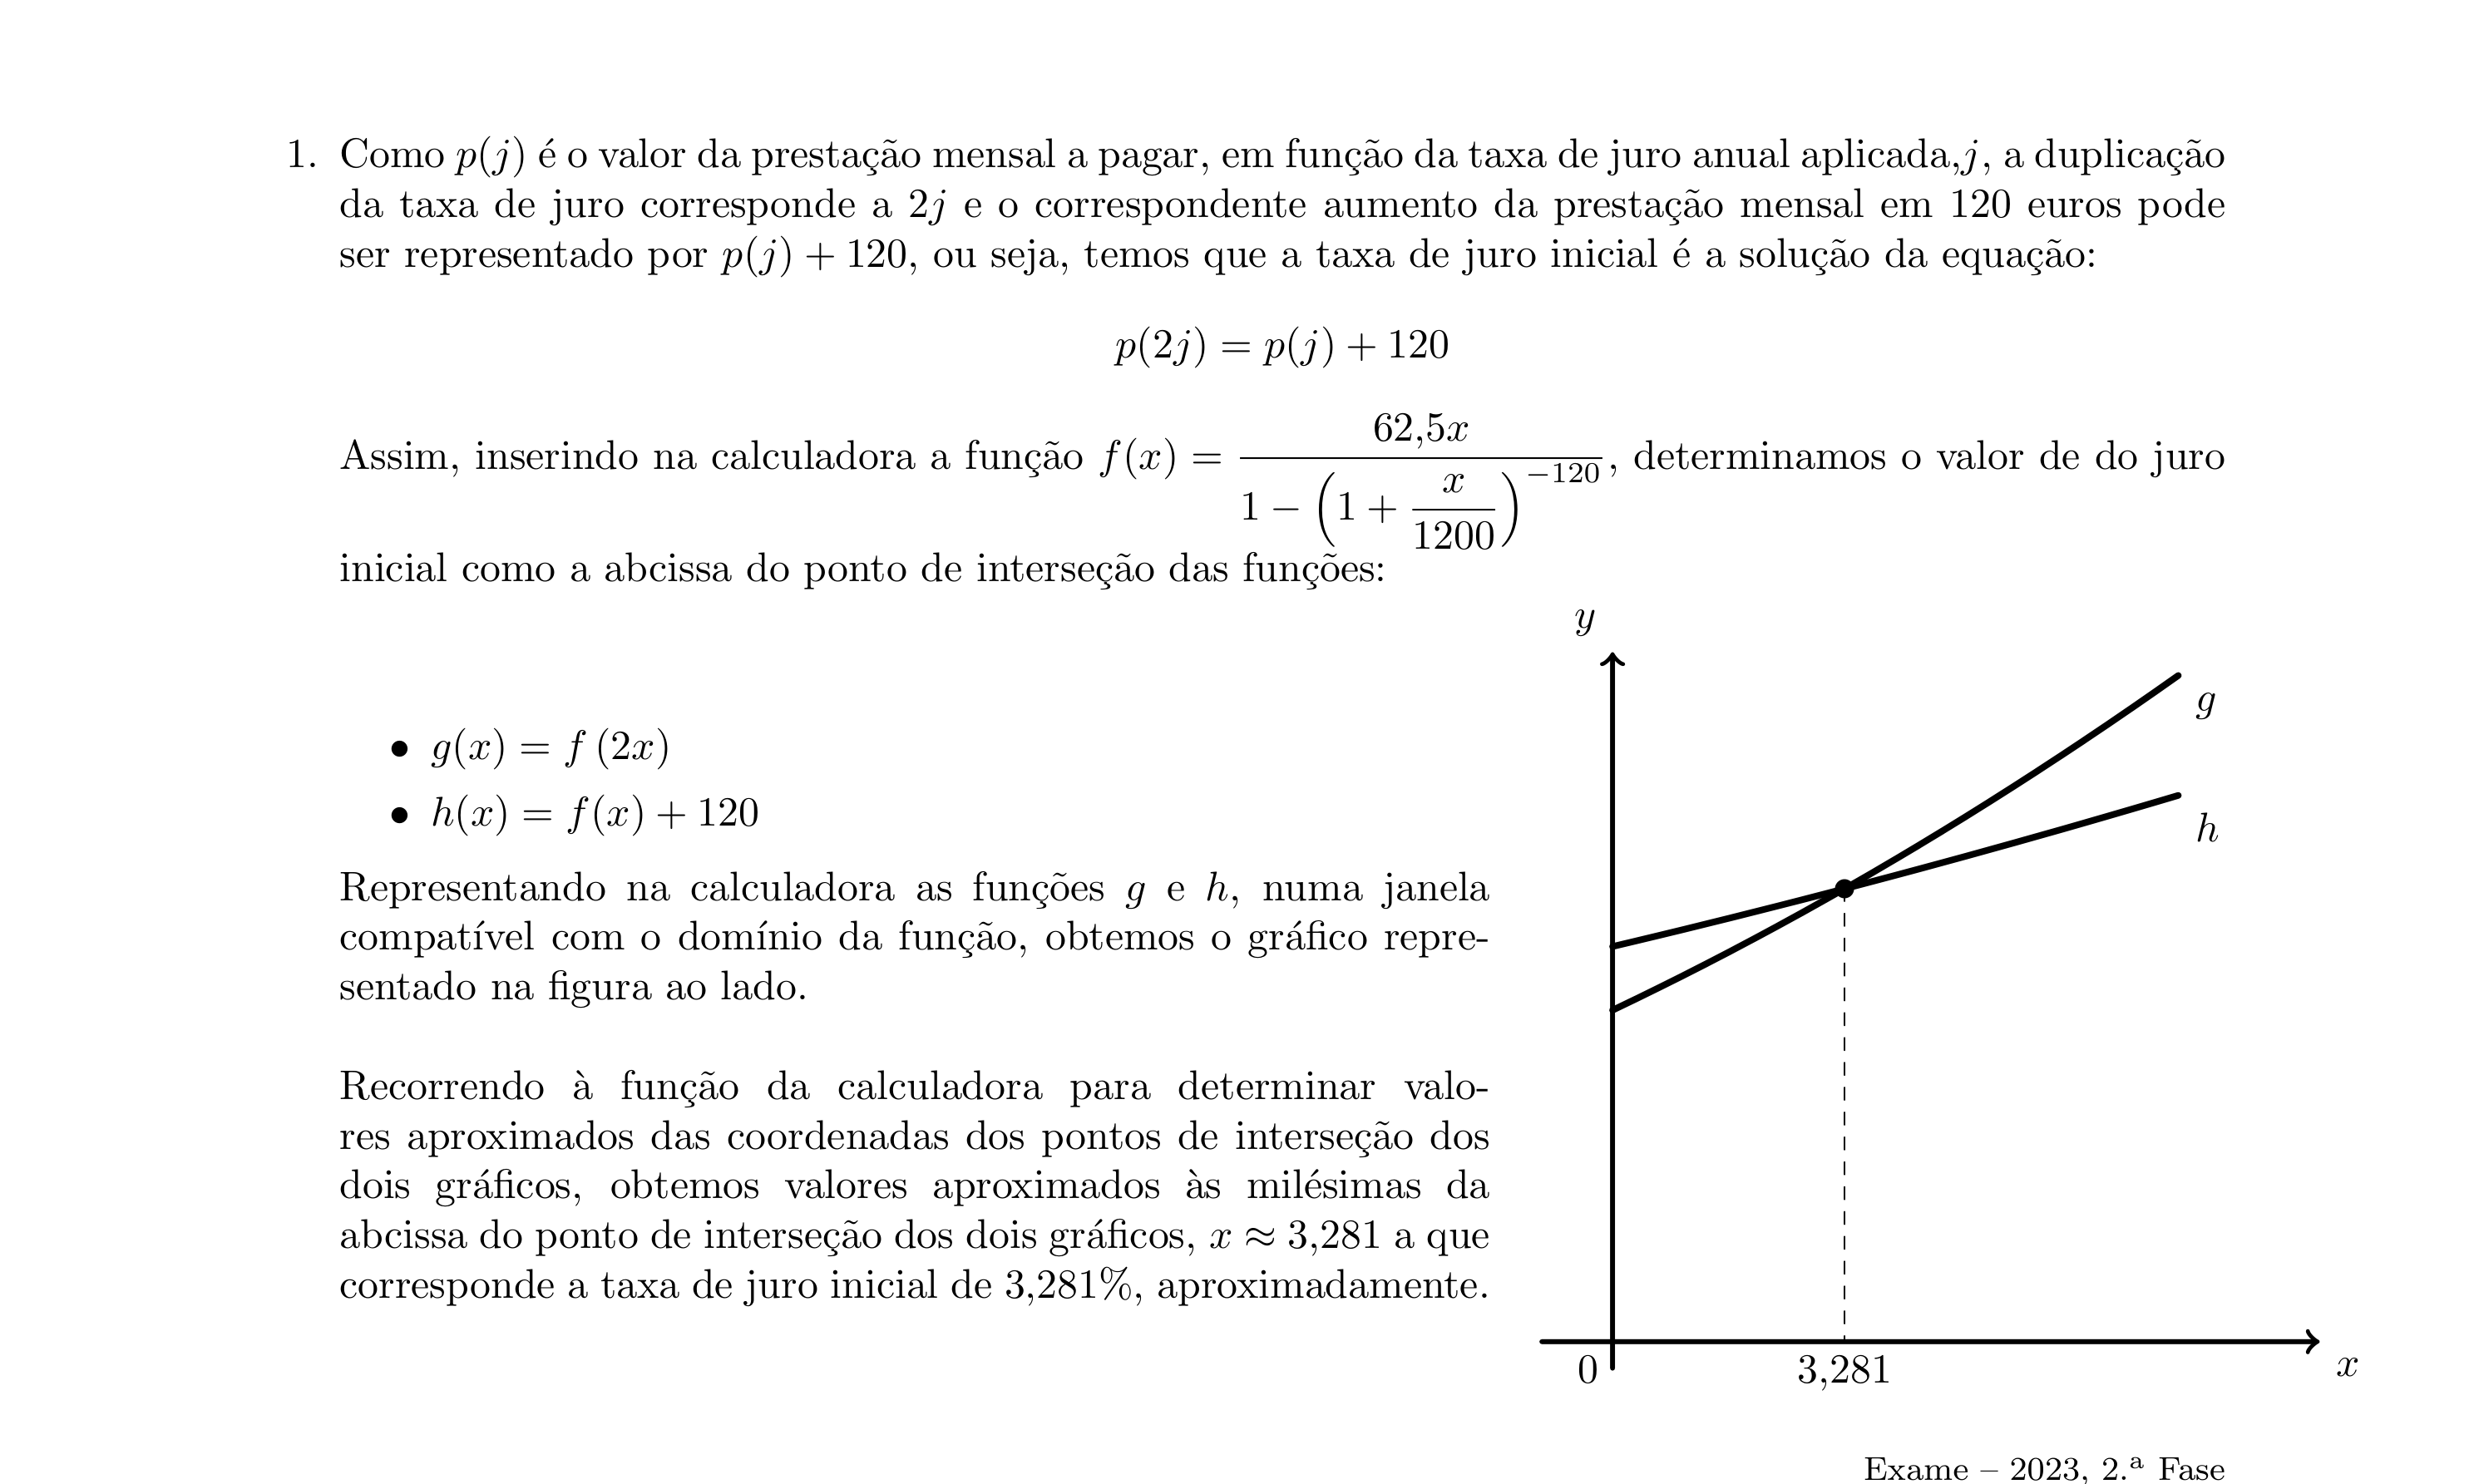 1. Como p(j) é o valor da prestação mensal a pagar, em função da taxa de juro anual aplicada,j, a duplicação
da taxa de juro corresponde a 2j e o correspondente aumento da prestação mensal em 120 euros pode
ser representado por p(j) + 120, ou seja, temos que a taxa de juro inicial é a solução da equação:
p(2j) = p(j) + 120
Assim, inserindo na calculadora a função f(x) = \frac{62,5x}{1 − \left(1 + \frac{x}{1200}\right)^{−120}}, determinamos o valor de do juro
inicial como a abcissa do ponto de interseção das funções:
• g(x) = f (2x)
• h(x) = f(x) + 120
Representando na calculadora as funções g e h, numa janela
compatível com o domínio da função, obtemos o gráfico repre-
sentado na figura ao lado.
Recorrendo à função da calculadora para determinar valo-
res aproximados das coordenadas dos pontos de interseção dos
dois gráficos, obtemos valores aproximados às milésimas da
abcissa do ponto de interseção dos dois gráficos, x ≈ 3,281 a que
corresponde a taxa de juro inicial de 3,281%, aproximadamente.
y
g
h
0
3,281
x
Exame – 2023, 2.ª Fase